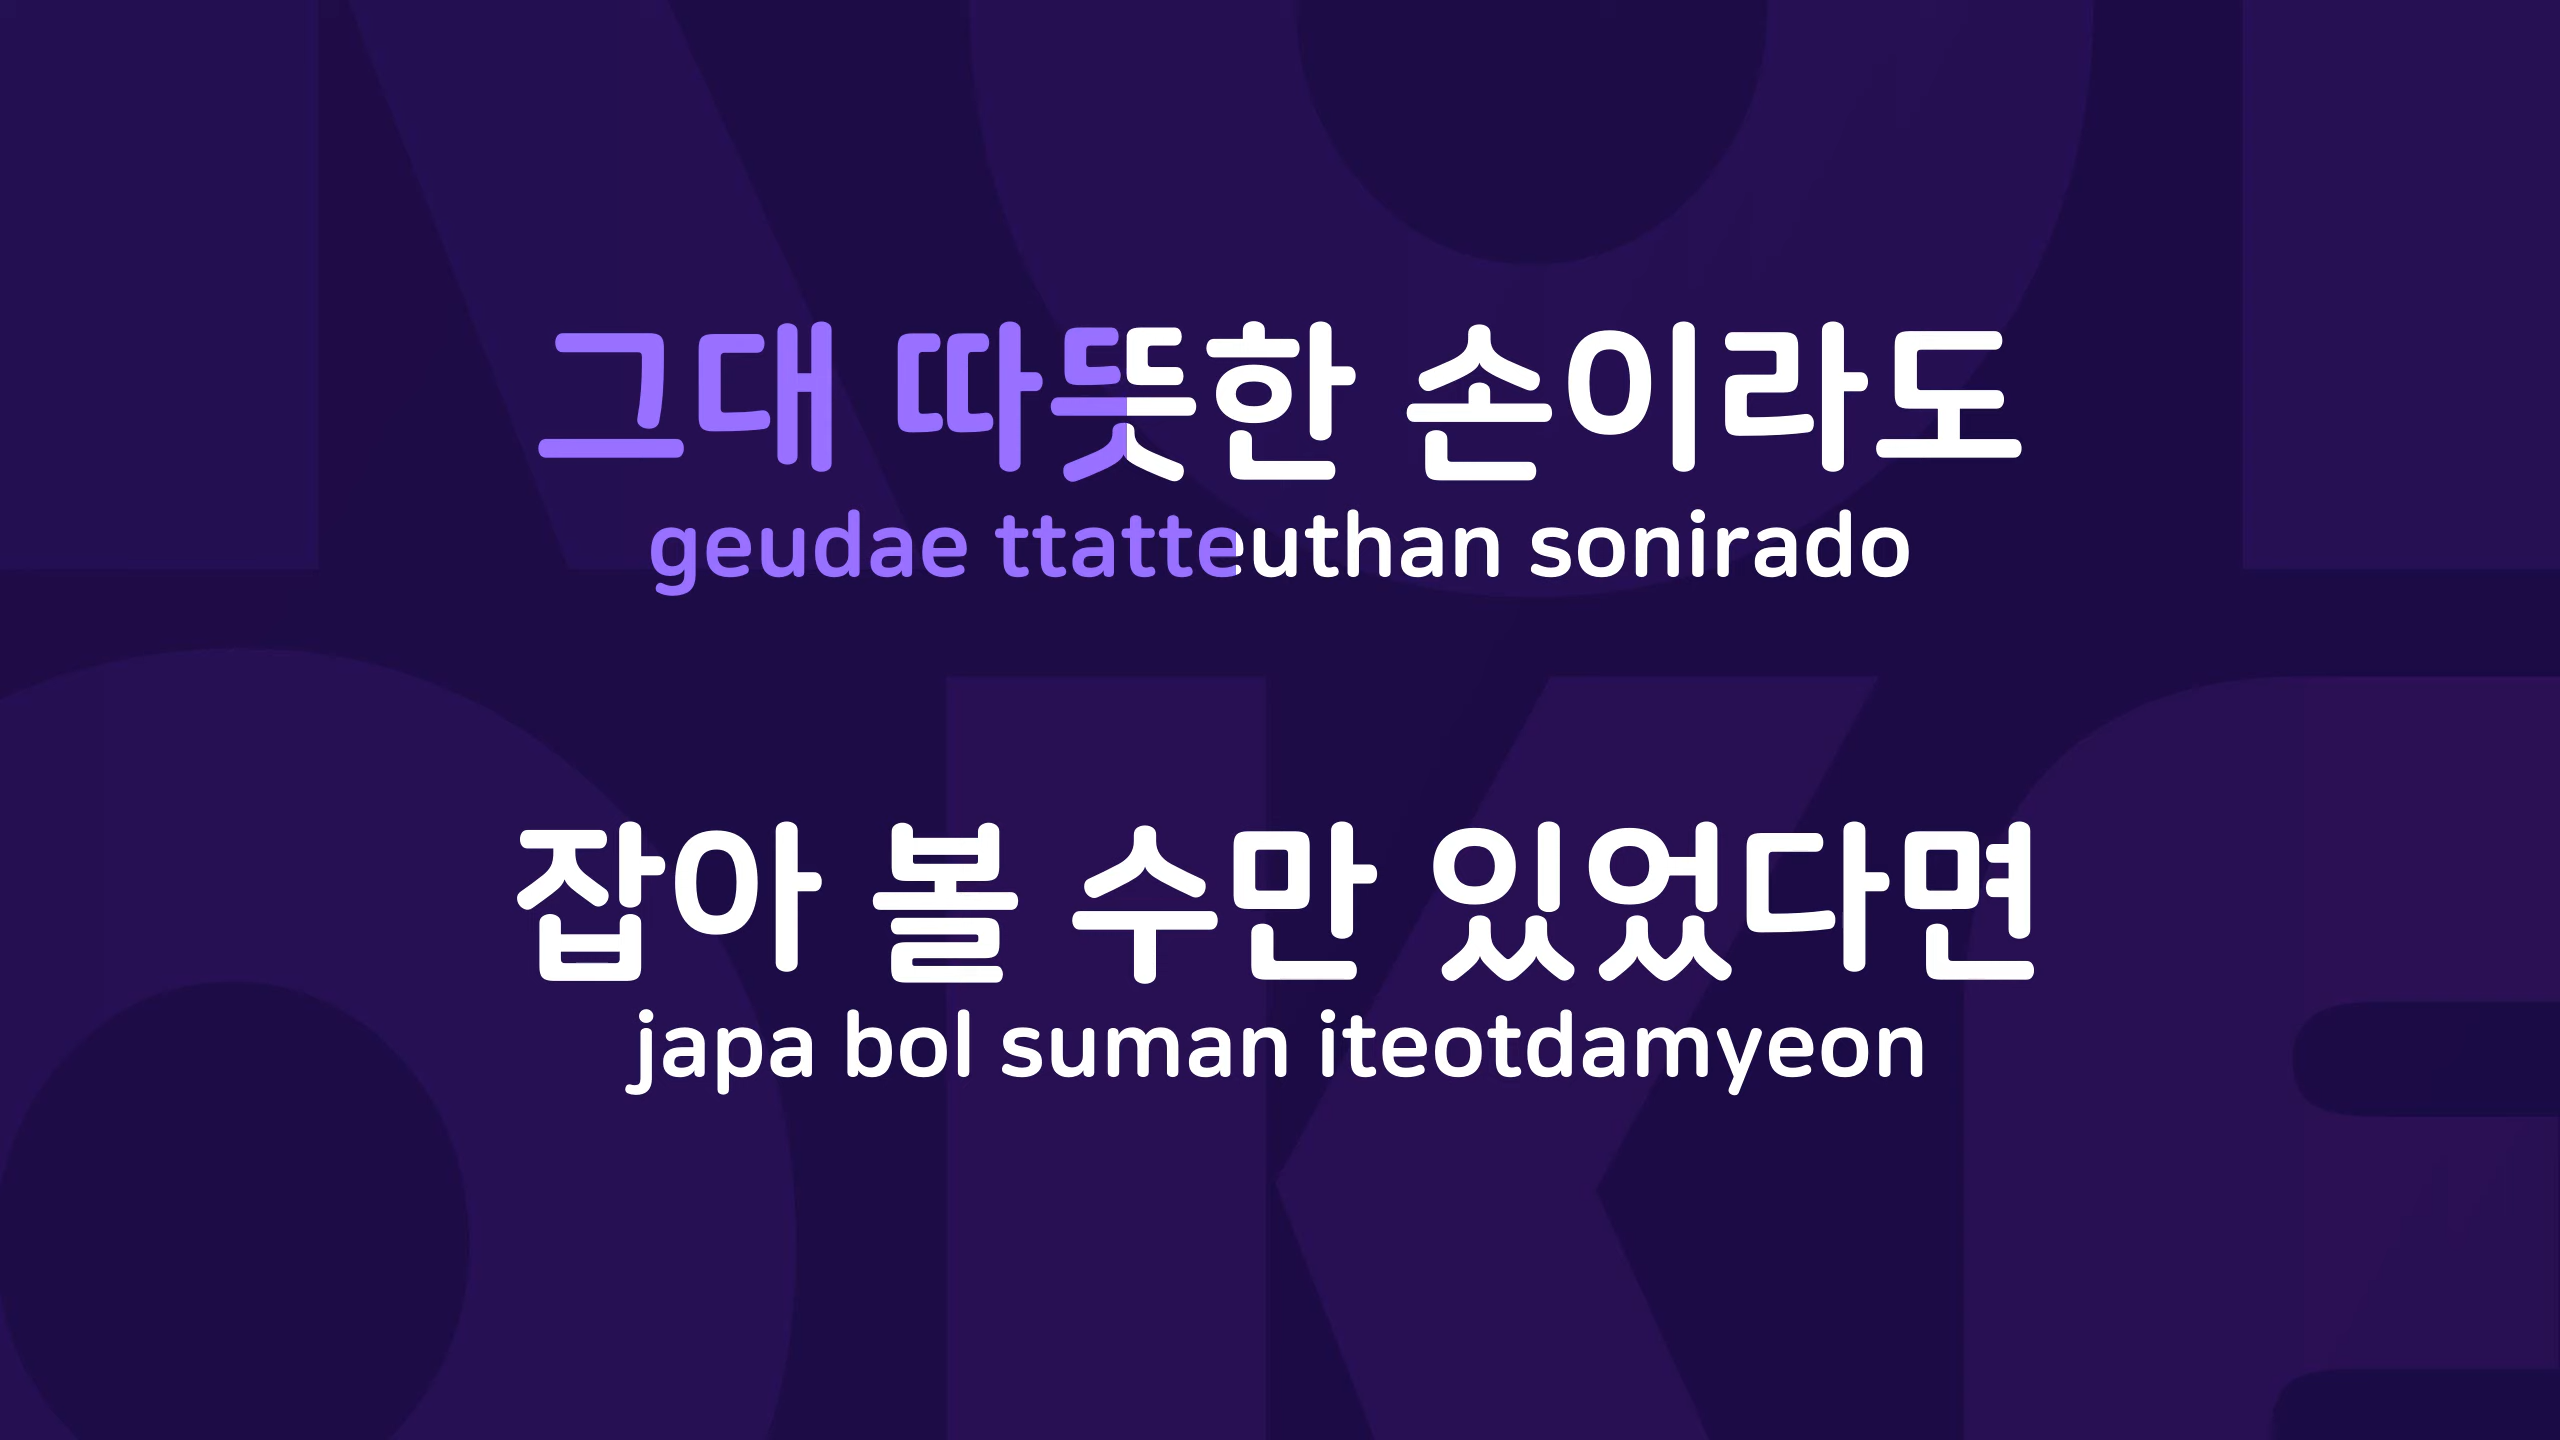 그대 따뜻한 손이라도
geudae ttatteuthan sonirado
잡아 볼 수만 있었다면
japa bol suman iteotdamyeon